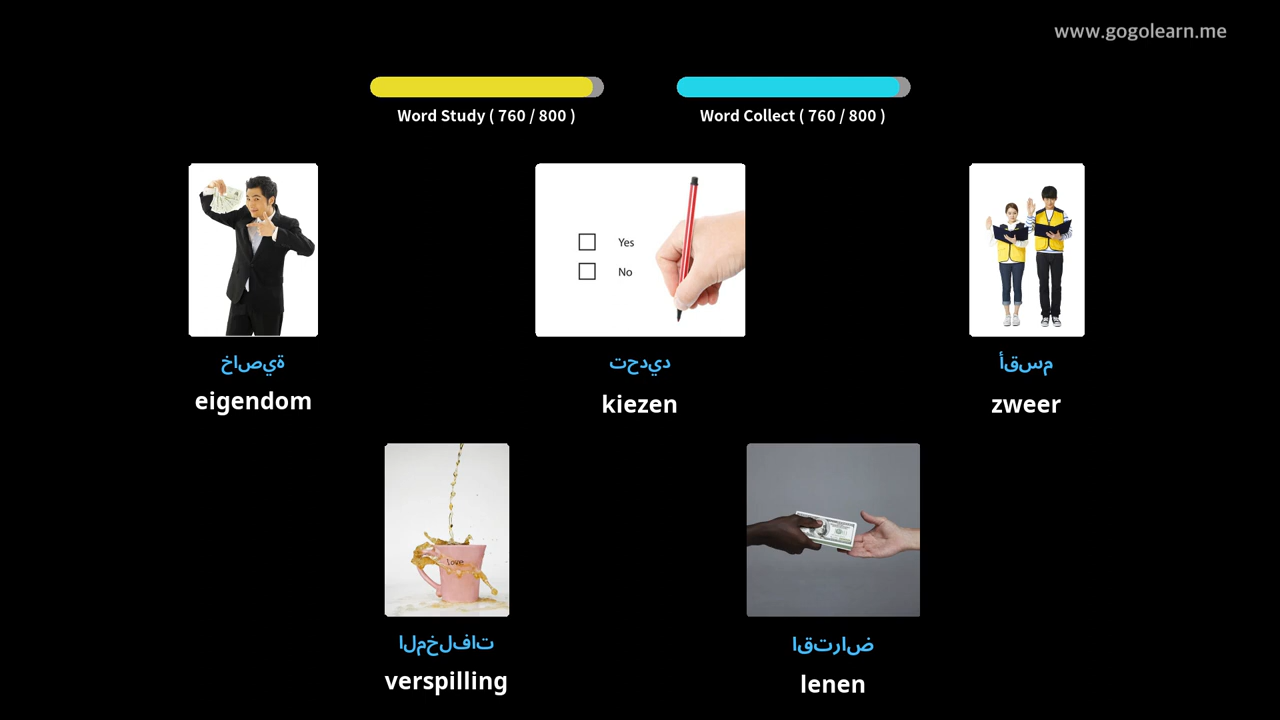 www.gogolearn.me
Word Study ( 760 / 800 )
Word Collect ( 760 / 800 )
Yes
No
خاصية
eigendom
تحديد
kiezen
أقسم
zweer
love
المخلفات
verspilling
اقتراض
lenen